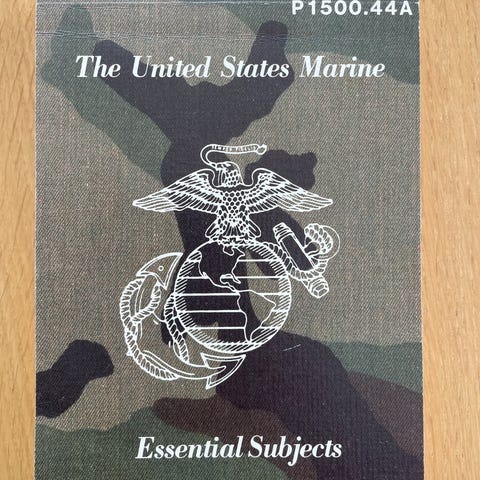 P1500.44A
The United States Marine
Essential Subjects